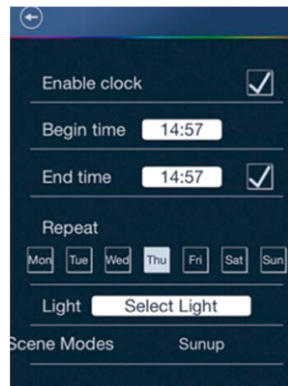 Enable clock
Begin time 14:57
End time 14:57
Repeat
Mon Tue Wed Thu Fri Sat Sun
Light Select Light
Scene Modes Sunup